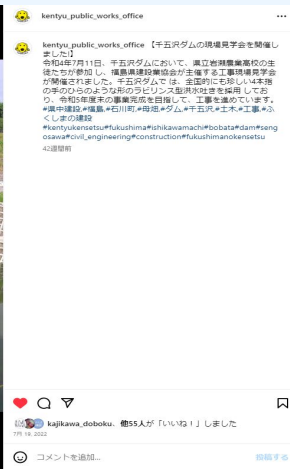 kentyu_public_works_office
kentyu_public_works_office 【千五沢ダムの現場見学会を開催し
ました!】
令和4年7月11日、千五沢ダムにおいて、県立岩瀬農業高校の生
徒たちが参加し、福島県建設業協会が主催する工事現場見学会
が開催されました。千五沢ダムでは、全国的にも珍しい4本指
の手のひらのような形のラビリンス型洪水吐きを採用しており
、令和5年度末の事業完成を目指して、工事を進めています。
#県中建設,#福島,#石川町,#母畑,#ダム,#千五沢,#土木,#工事,#ふ
くしまの建設
#kentyukensetsu#fukushima#ishikawamachi#bobata#dam#seng
osawa#civil_engineering#construction#fukushimanokensetsu
42週間前
kajikawa_doboku、他55人が「いいね！」しました
7月 19, 2022
コメントを追加...
投稿する